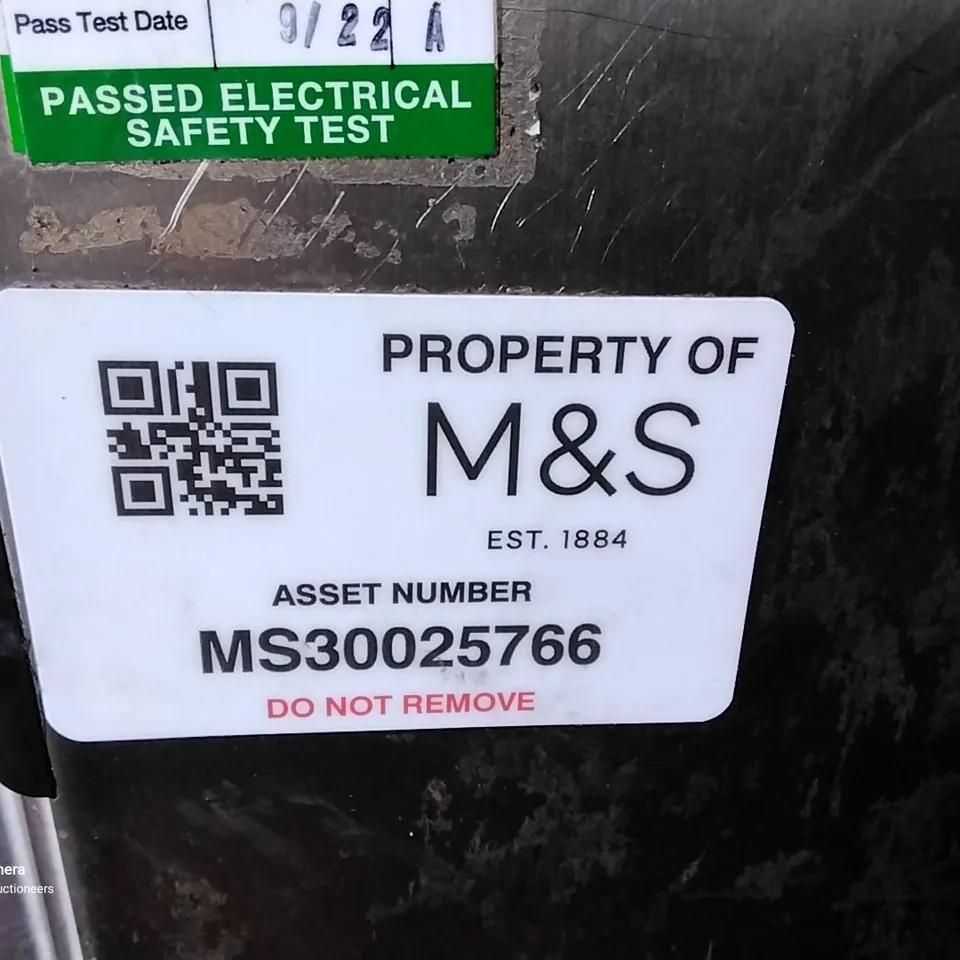 Pass Test Date 9/22 A
PASSED ELECTRICAL
SAFETY TEST
PROPERTY OF
M&S
EST. 1884
ASSET NUMBER
MS30025766
DO NOT REMOVE